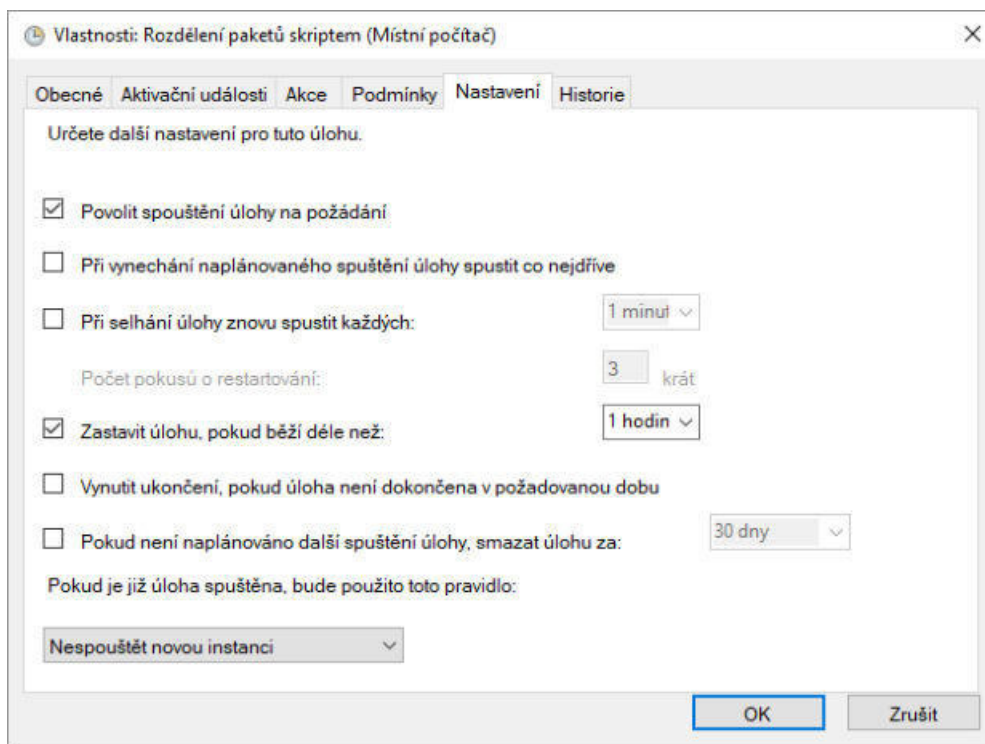 Vlastnosti: Rozdělení paketů skriptem (Místní počítač)
Obecné Aktivační události Akce Podmínky Nastavení Historie
Určete další nastavení pro tuto úlohu.
Povolit spouštění úlohy na požádání
Při vynechání naplánovaného spuštění úlohy spustit co nejdříve
Při selhání úlohy znovu spustit každých: 1 minut
Počet pokusů o restartování: 3 krát
Zastavit úlohu, pokud běží déle než: 1 hodin
Vynutit ukončení, pokud úloha není dokončena v požadovanou dobu
Pokud není naplánováno další spuštění úlohy, smazat úlohu za: 30 dny
Pokud je již úloha spuštěna, bude použito toto pravidlo:
Nespouštět novou instanci
OK Zrušit